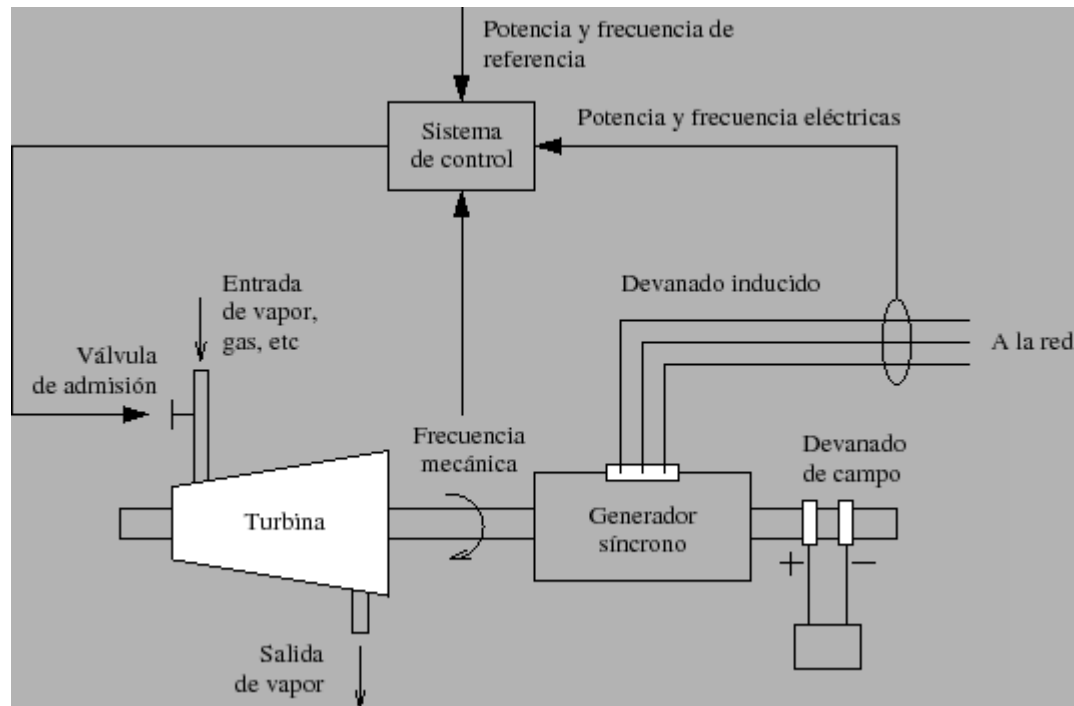 Potencia y frecuencia de
referencia
Sistema
de control
Potencia y frecuencia eléctricas
Entrada
de vapor,
gas, etc
Devanado inducido
A la red
Válvula
de admisión
Frecuencia
mecánica
Devanado
de campo
Turbina
Generador
síncrono
+ −
Salida
de vapor